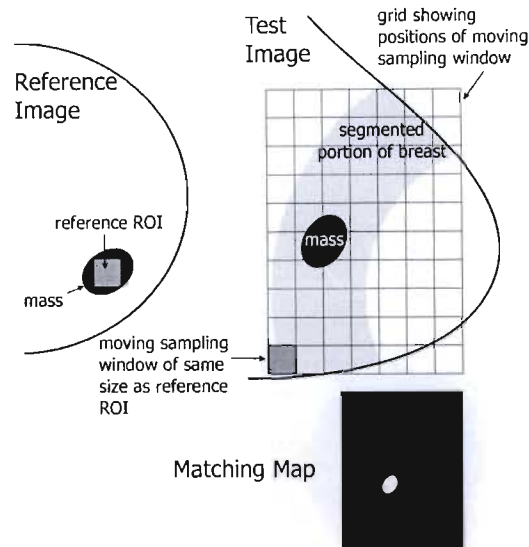 Reference
Image
reference ROI
mass
Test
Image
grid showing
positions of moving
sampling window
segmented
portion of breast
mass
moving sampling
window of same
size as reference
ROI
Matching Map